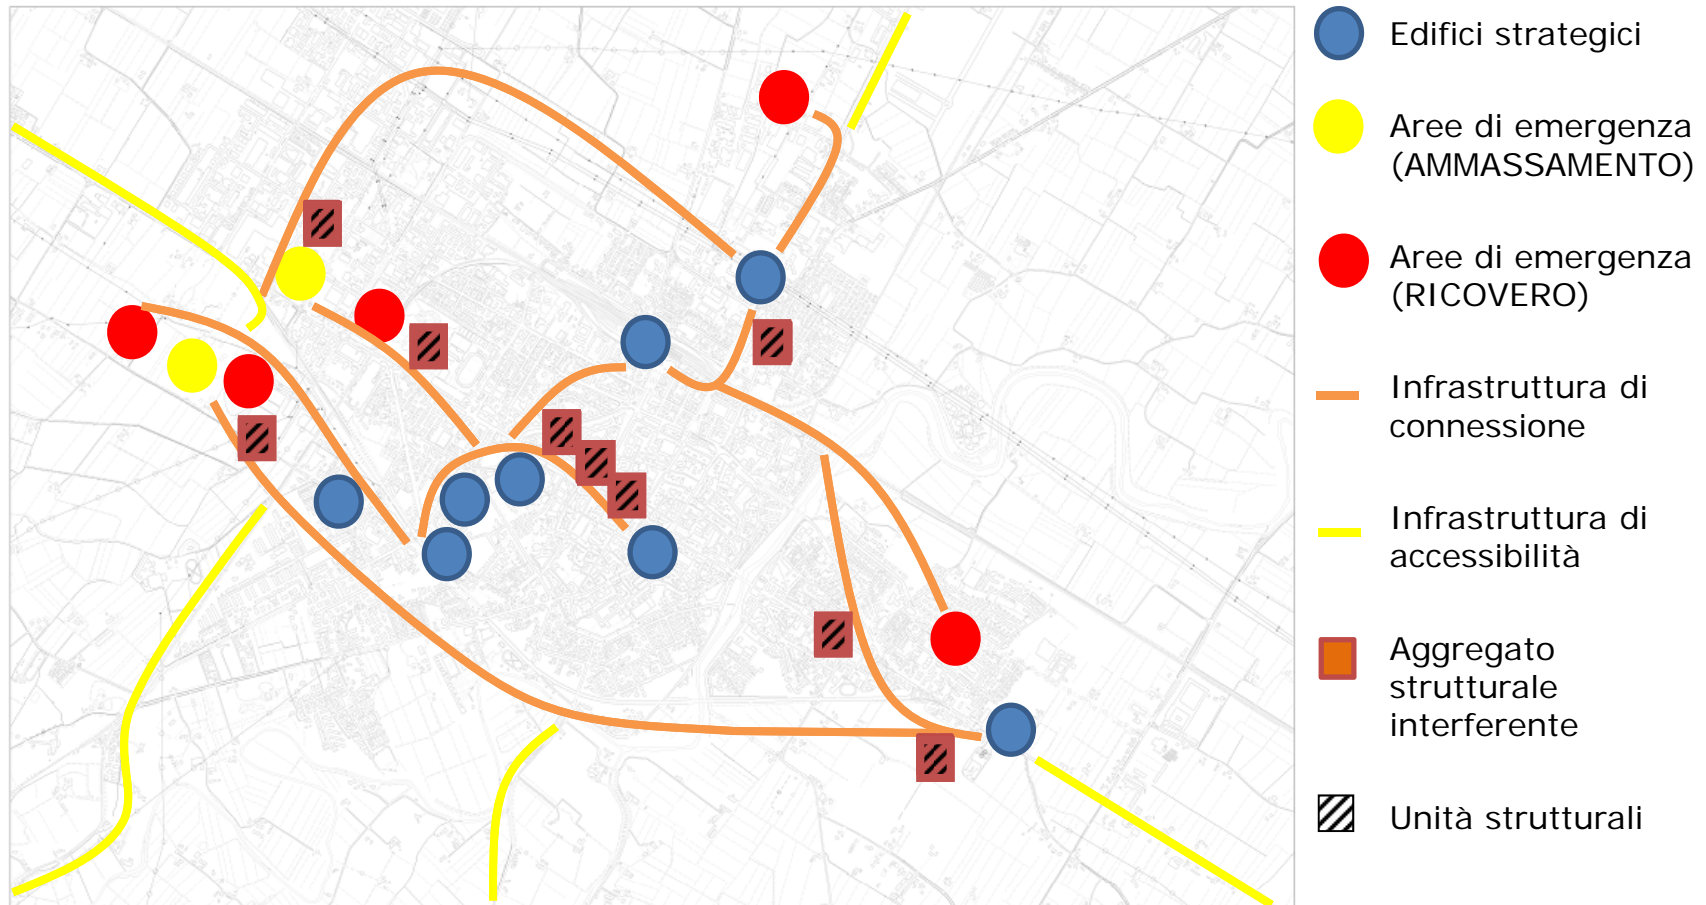 Edifici strategici
Aree di emergenza
(AMMASSAMENTO)
Aree di emergenza
(RICOVERO)
Infrastruttura di
connessione
Infrastruttura di
accessibilità
Aggregato
strutturale
interferente
Unità strutturali